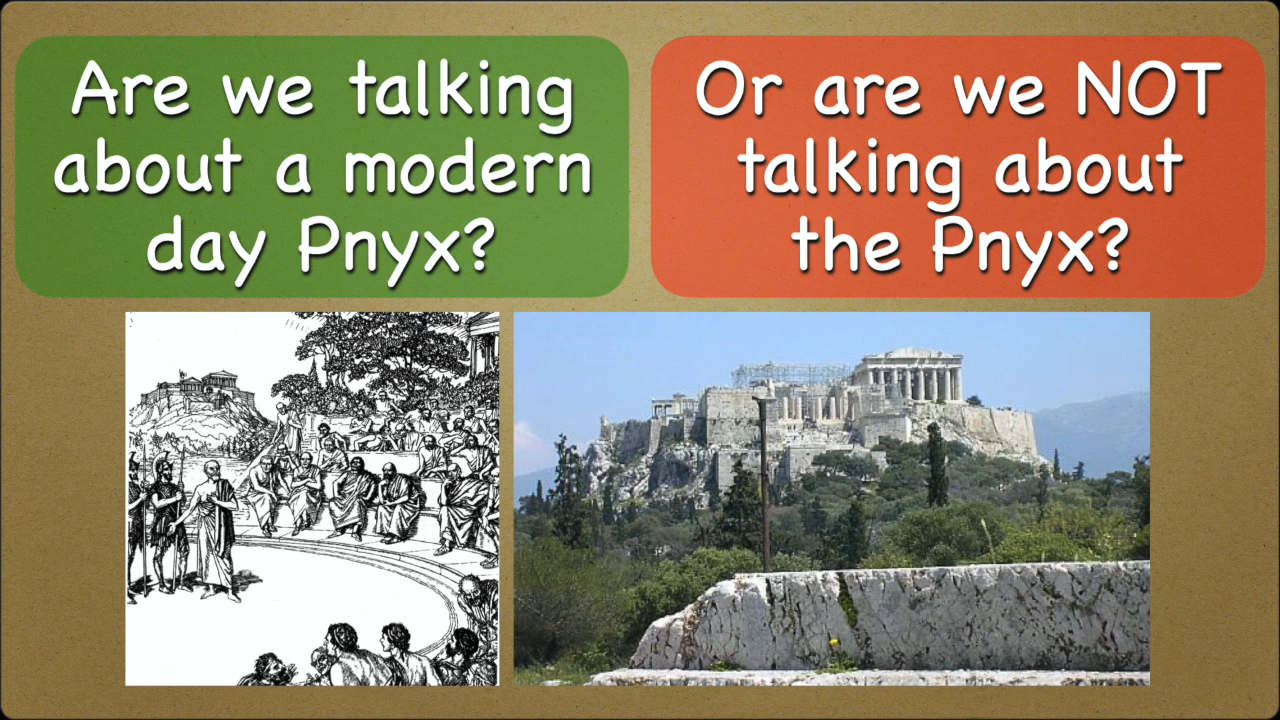 Are we talking
about a modern
day Pnyx?
Or are we NOT
talking about
the Pnyx?